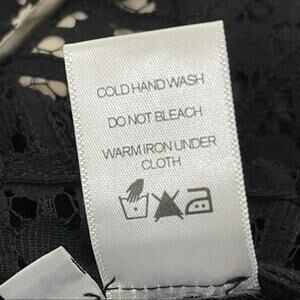 COLD HAND WASH
DO NOT BLEACH
WARM IRON UNDER
CLOTH